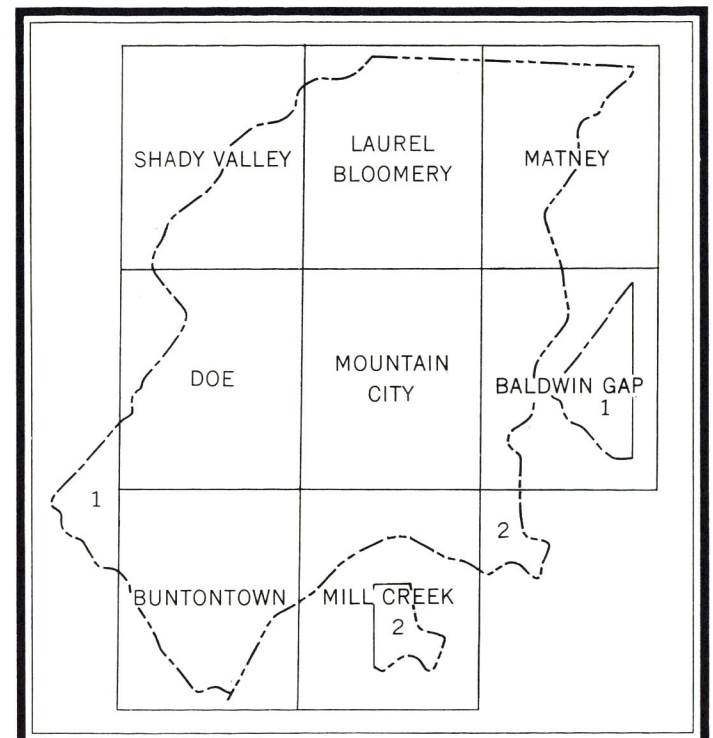 SHADY VALLEY
LAUREL
BLOOMERY
MATNEY
DOE
MOUNTAIN
CITY
BALDWIN GAP
1
1
2
BUNTONTOWN
MILL CREEK
2